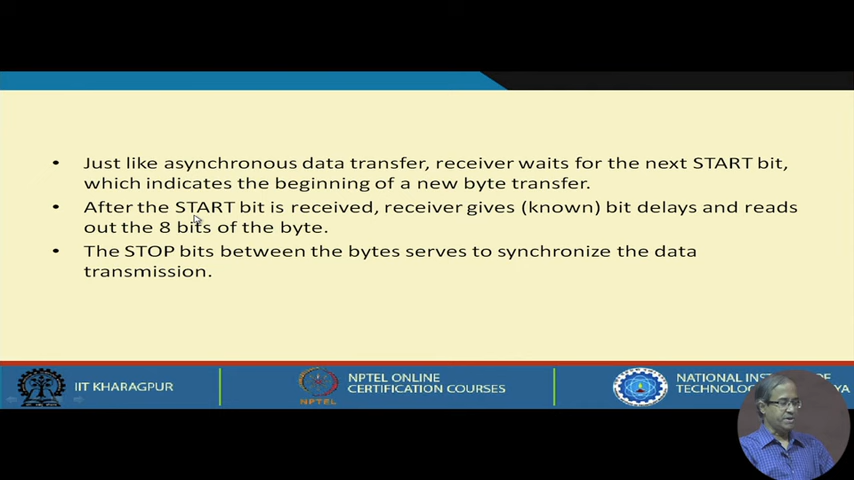 • Just like asynchronous data transfer, receiver waits for the next START bit,
which indicates the beginning of a new byte transfer.
• After the START bit is received, receiver gives (known) bit delays and reads
out the 8 bits of the byte.
• The STOP bits between the bytes serves to synchronize the data
transmission.
IIT KHARAGPUR
NPTEL
NPTEL ONLINE
CERTIFICATION COURSES
NATIONAL
OF